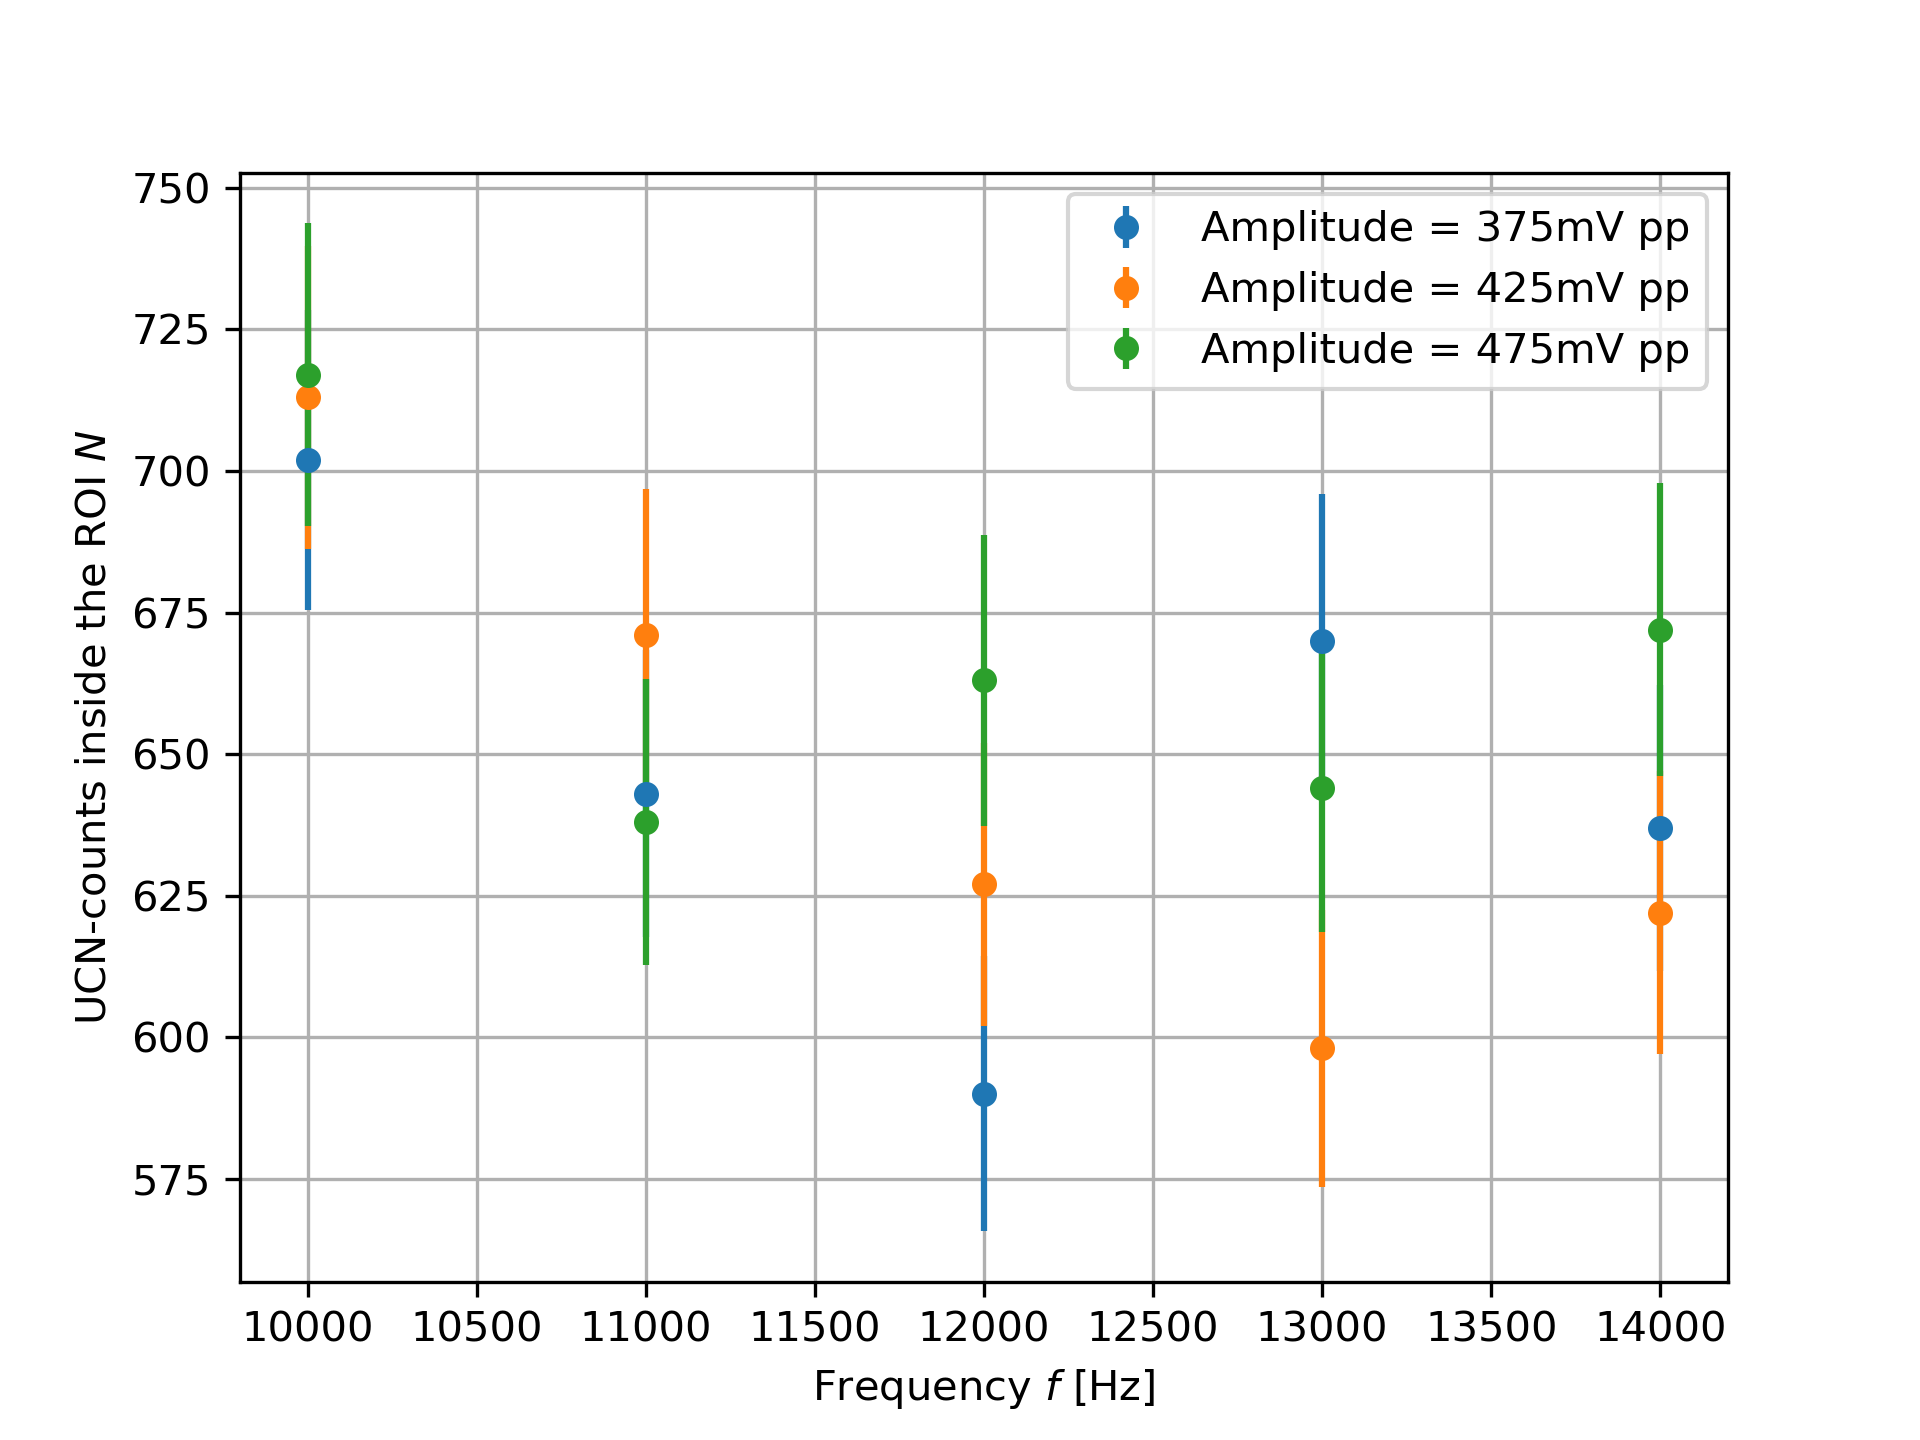 Amplitude = 375mV pp
Amplitude = 425mV pp
Amplitude = 475mV pp
750
725
700
675
650
625
600
575
UCN-counts inside the ROI N
10000 10500 11000 11500 12000 12500 13000 13500 14000
Frequency f [Hz]